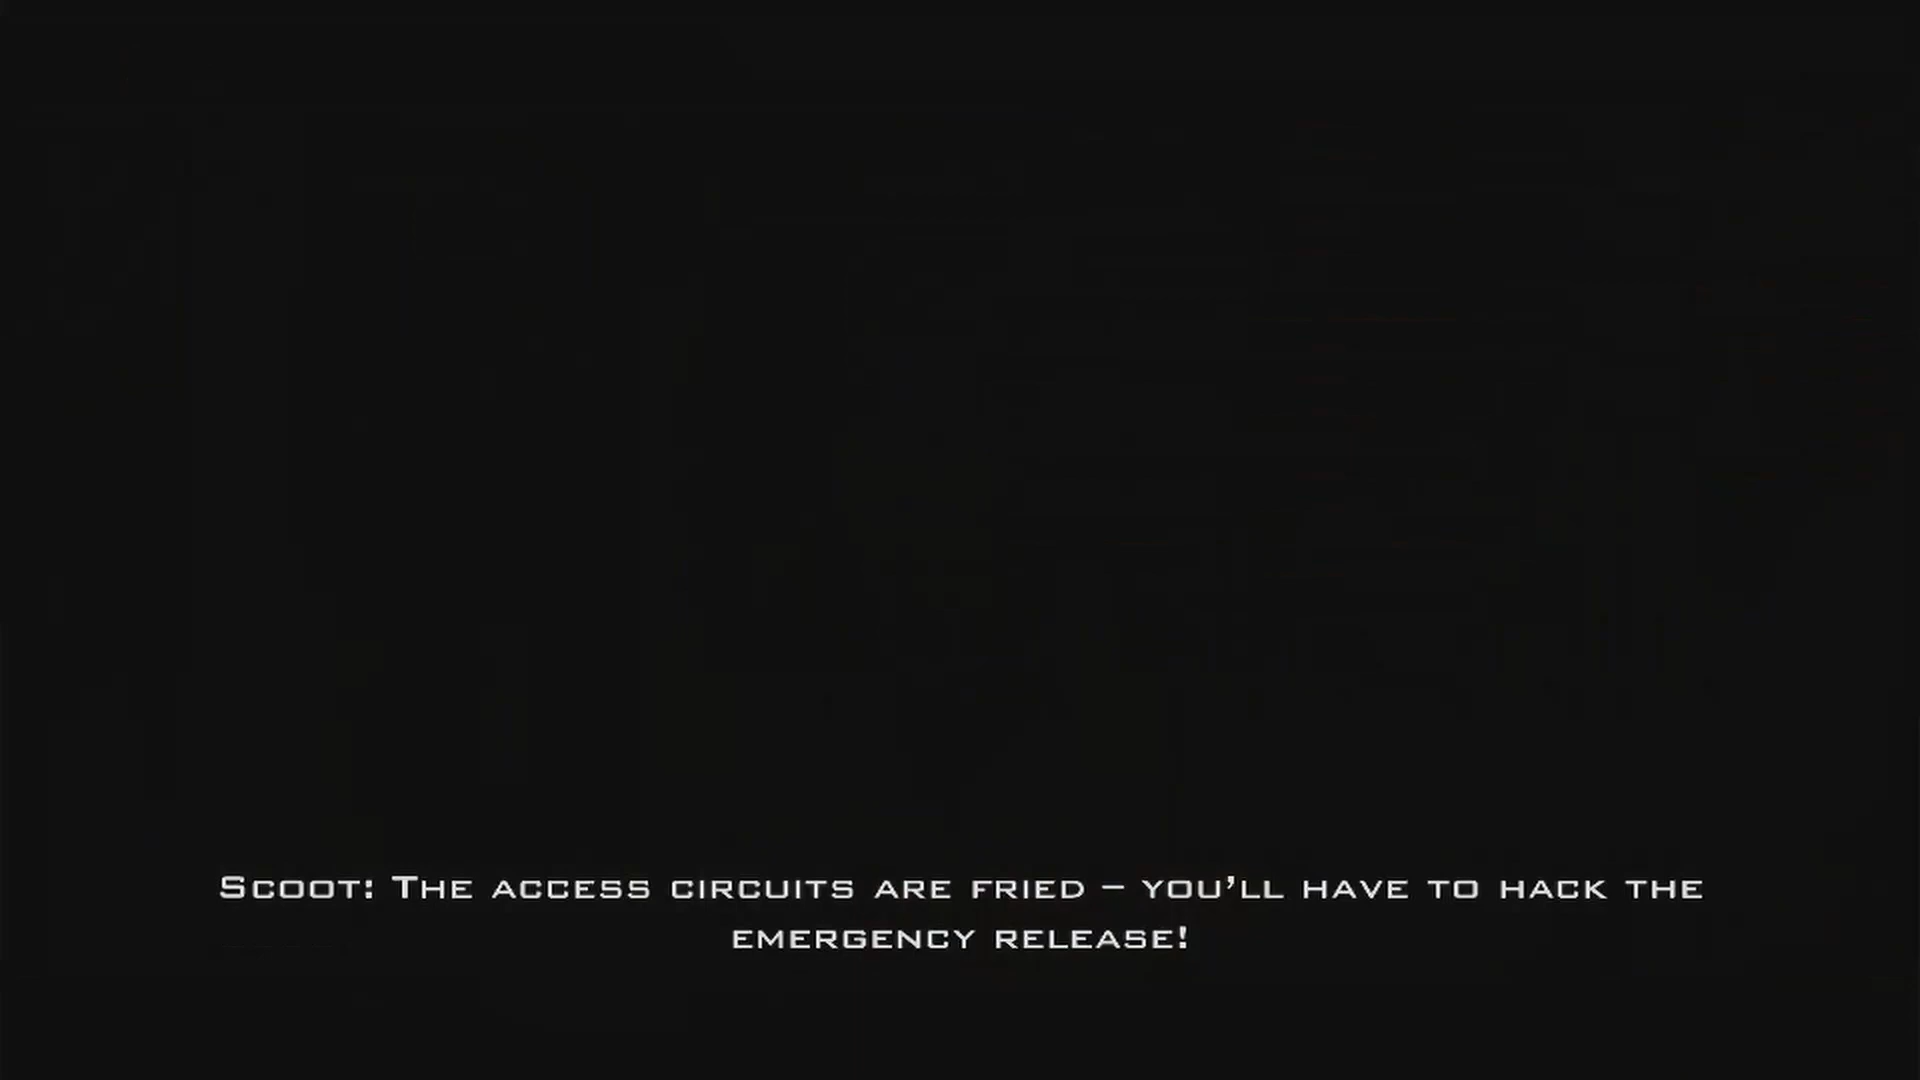 Scoot: The access circuits are fried – you'll have to hack the
emergency release!